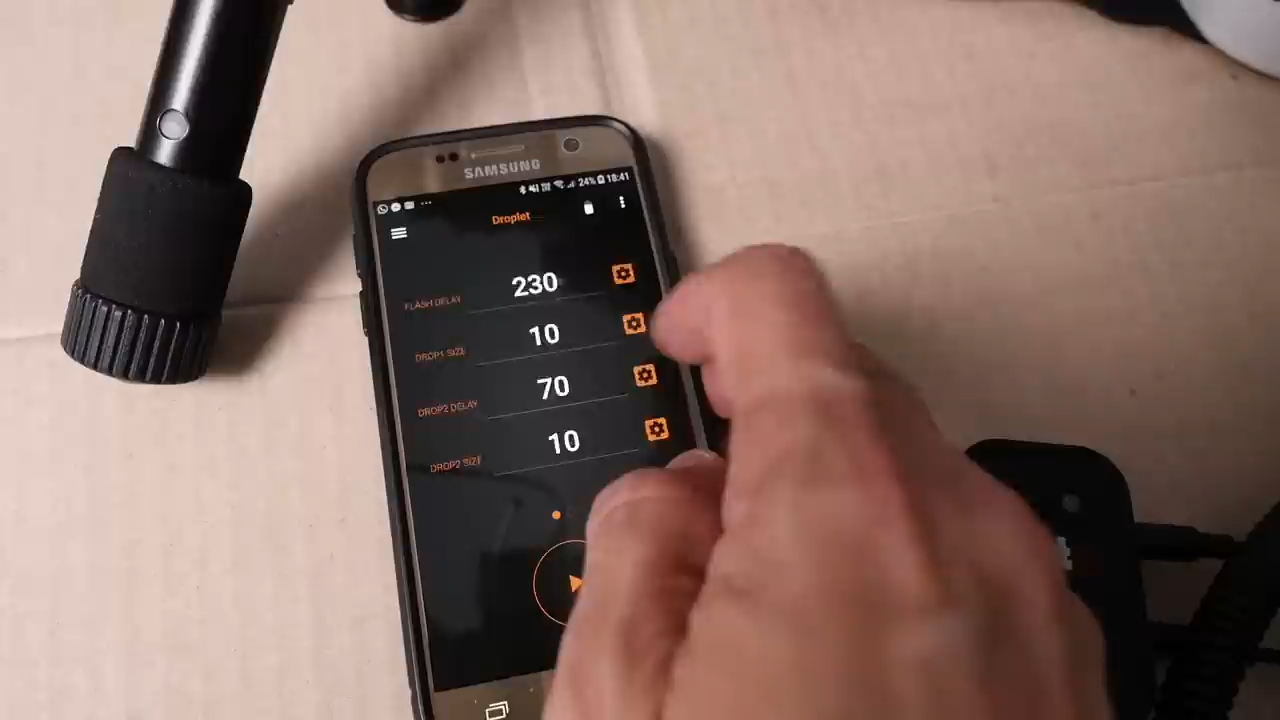 SAMSUNG
24% 18:41
Droplet
FLASH DELAY 230
DROP1 SIZE 10
DROP2 DELAY 70
DROP2 SIZE 10